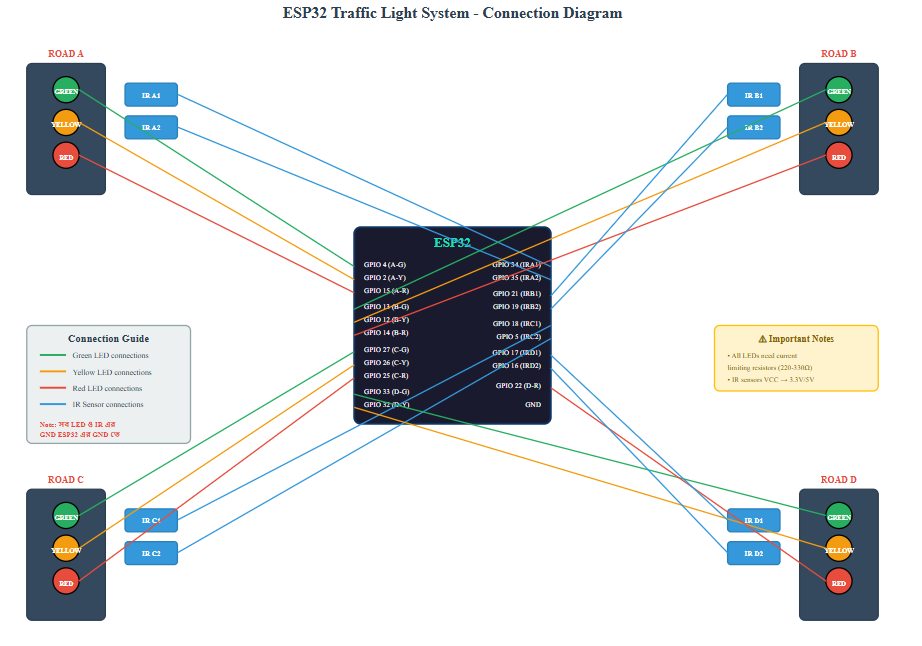 ESP32 Traffic Light System - Connection Diagram
ROAD A
GREEN
YELLOW
RED
IR A1
IR A2
ROAD B
IR B1
IR B2
GREEN
YELLOW
RED
ESP32
GPIO 4 (A-G)
GPIO 2 (A-Y)
GPIO 15 (A-R)
GPIO 13 (B-G)
GPIO 12 (B-Y)
GPIO 14 (B-R)
GPIO 27 (C-G)
GPIO 26 (C-Y)
GPIO 25 (C-R)
GPIO 33 (D-G)
GPIO 32 (D-Y)
GPIO 34 (IRA1)
GPIO 35 (IRA2)
GPIO 21 (IRB1)
GPIO 19 (IRB2)
GPIO 18 (IRC1)
GPIO 5 (IRC2)
GPIO 17 (IRD1)
GPIO 16 (IRD2)
GPIO 22 (D-R)
GND
Connection Guide
Green LED connections
Yellow LED connections
Red LED connections
IR Sensor connections
Note: সব LED ও IR এর
GND ESP32 এর GND তে
⚠ Important Notes
• All LEDs need current
limiting resistors (220-330Ω)
• IR sensors VCC → 3.3V/5V
ROAD C
GREEN
YELLOW
RED
IR C1
IR C2
ROAD D
IR D1
IR D2
GREEN
YELLOW
RED